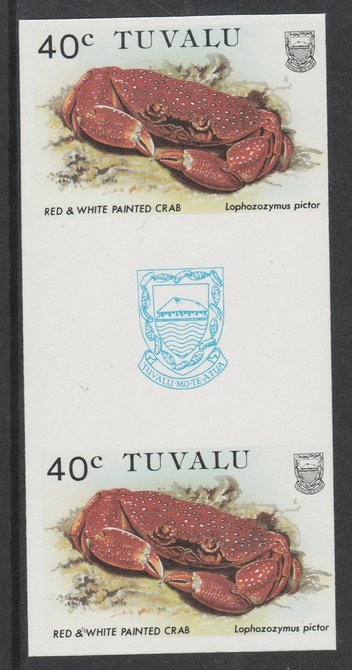 40c TUVALU
RED & WHITE PAINTED CRAB Lophozozymus pictor
TUVALU·MO·TE·ATUA
40c TUVALU
RED & WHITE PAINTED CRAB Lophozozymus pictor